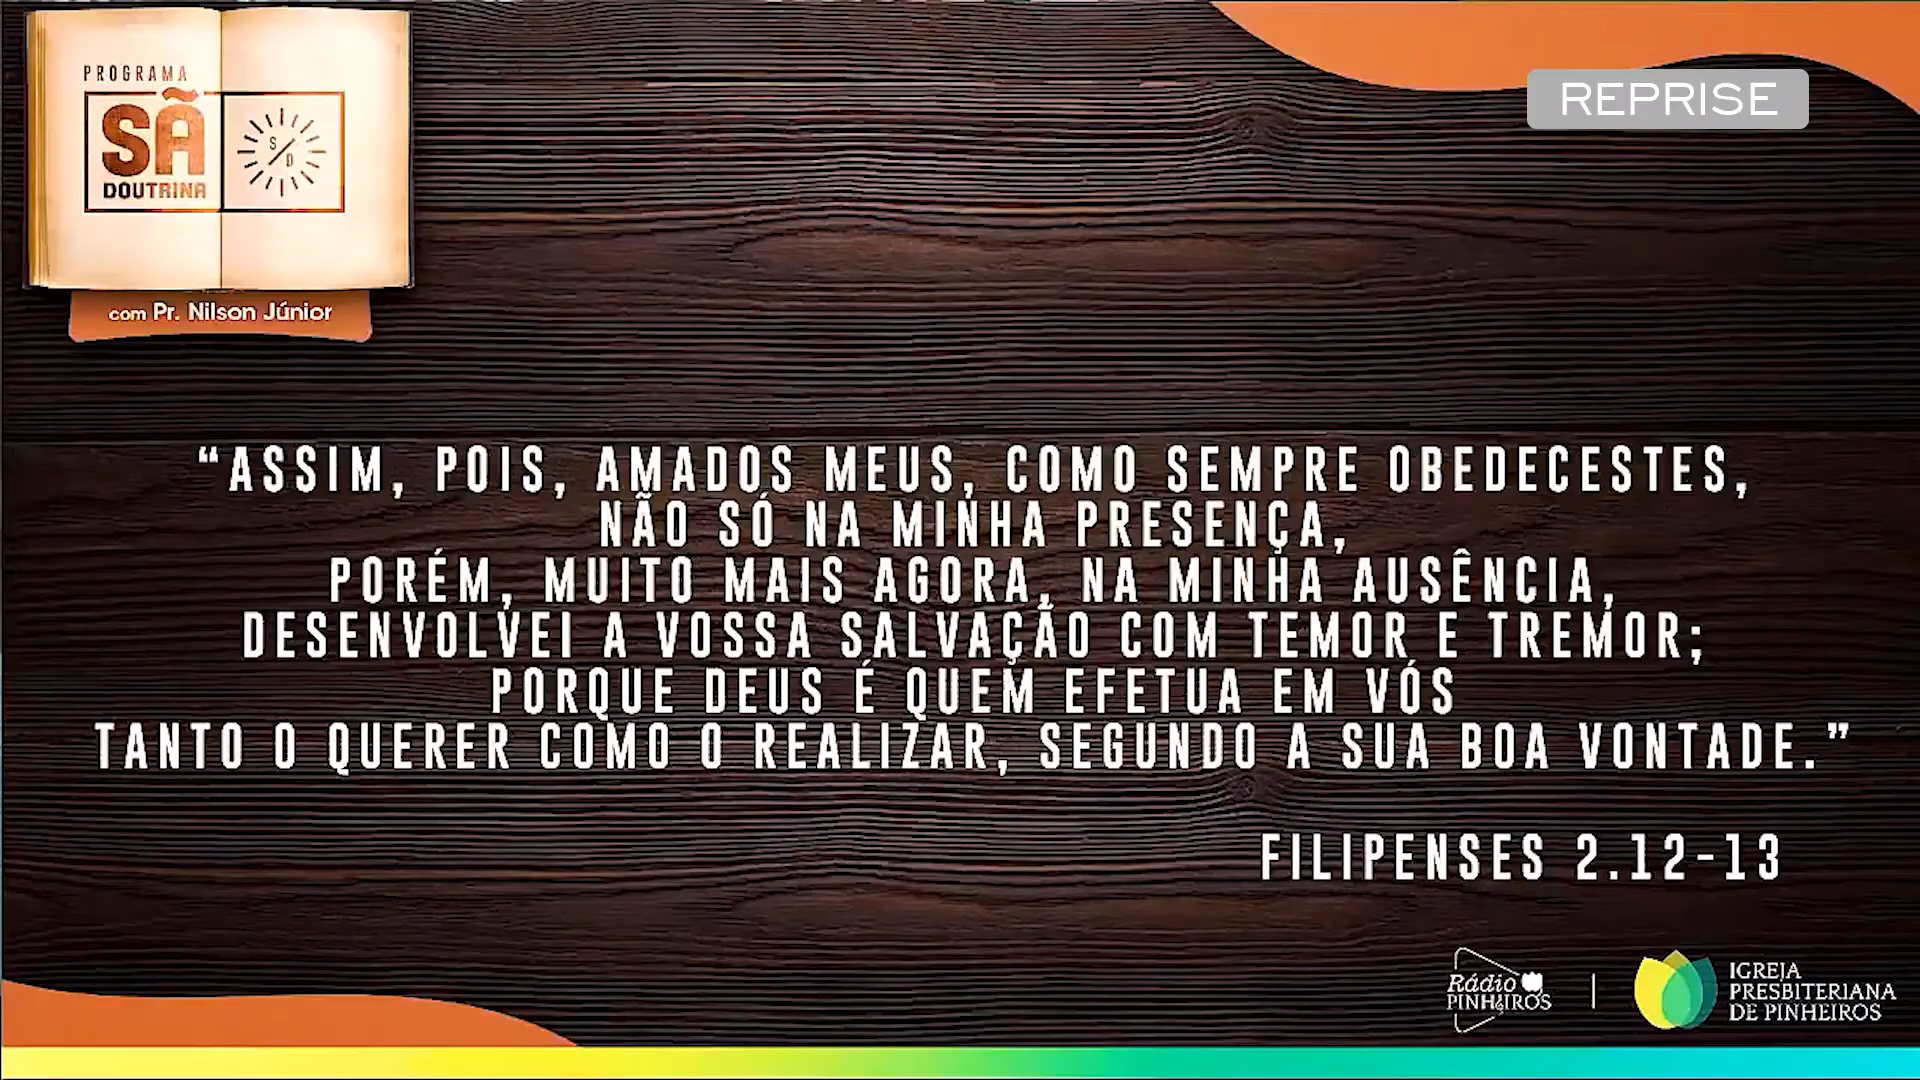 PROGRAMA
SÃ
DOUTRINA
S/D
com Pr. Nilson Júnior
REPRISE
“ASSIM, POIS, AMADOS MEUS, COMO SEMPRE OBEDECESTES,
NÃO SÓ NA MINHA PRESENÇA,
PORÉM, MUITO MAIS AGORA, NA MINHA AUSÊNCIA,
DESENVOLVEI A VOSSA SALVAÇÃO COM TEMOR E TREMOR;
PORQUE DEUS É QUEM EFETUA EM VÓS
TANTO O QUERER COMO O REALIZAR, SEGUNDO A SUA BOA VONTADE.”
FILIPENSES 2.12-13
Rádio
PINHEIROS
IGREJA
PRESBITERIANA
DE PINHEIROS